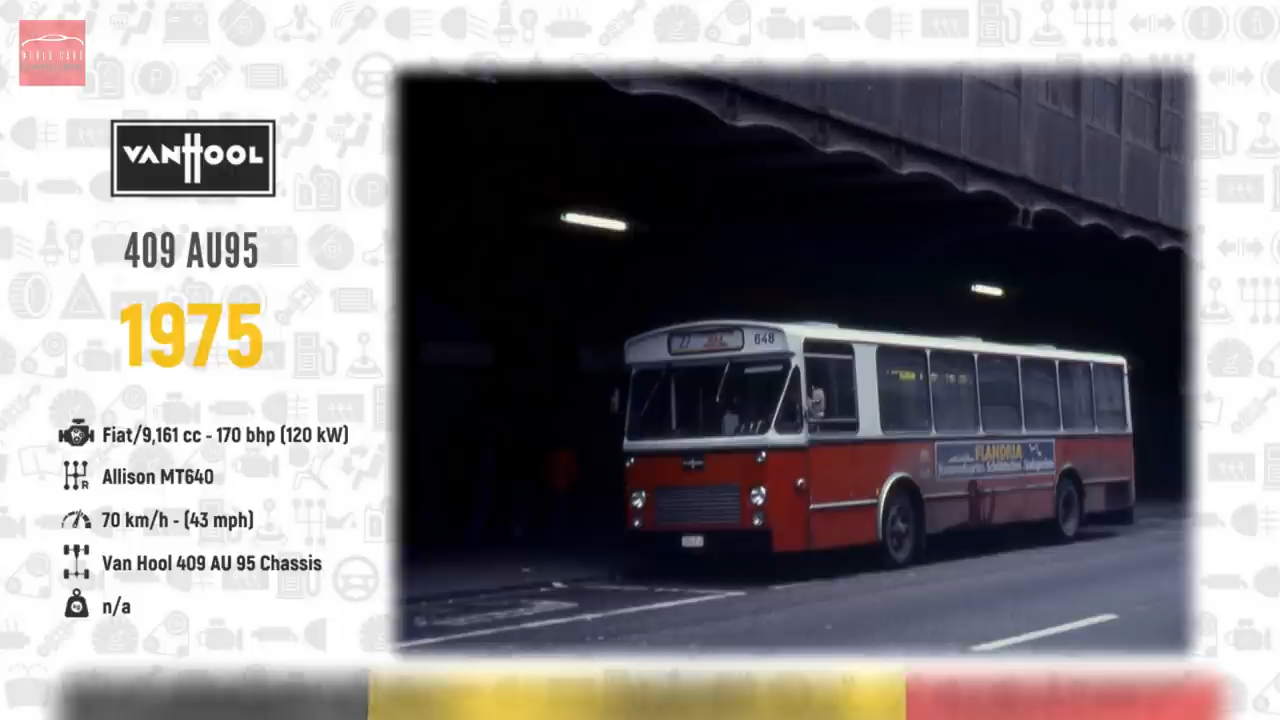 VANHOOL
409 AU95
1975
Fiat/9,161 cc - 170 bhp (120 kW)
R
Allison MT640
70 km/h - (43 mph)
Van Hool 409 AU 95 Chassis
n/a
648
FLANDRIA